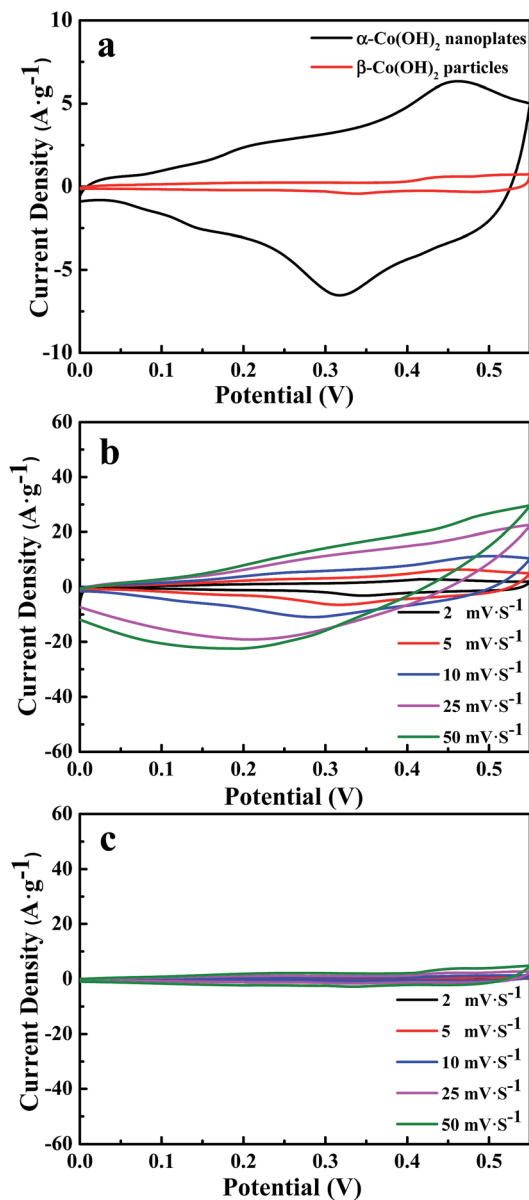 a
α-Co(OH)₂ nanoplates
β-Co(OH)₂ particles
10
5
0
-5
-10
Current Density (A·g⁻¹)
0.0 0.1 0.2 0.3 0.4 0.5
Potential (V)
b
60
40
20
0
-20
-40
-60
Current Density (A·g⁻¹)
2 mV·S⁻¹
5 mV·S⁻¹
10 mV·S⁻¹
25 mV·S⁻¹
50 mV·S⁻¹
0.0 0.1 0.2 0.3 0.4 0.5
Potential (V)
c
60
40
20
0
-20
-40
-60
Current Density (A·g⁻¹)
2 mV·S⁻¹
5 mV·S⁻¹
10 mV·S⁻¹
25 mV·S⁻¹
50 mV·S⁻¹
0.0 0.1 0.2 0.3 0.4 0.5
Potential (V)